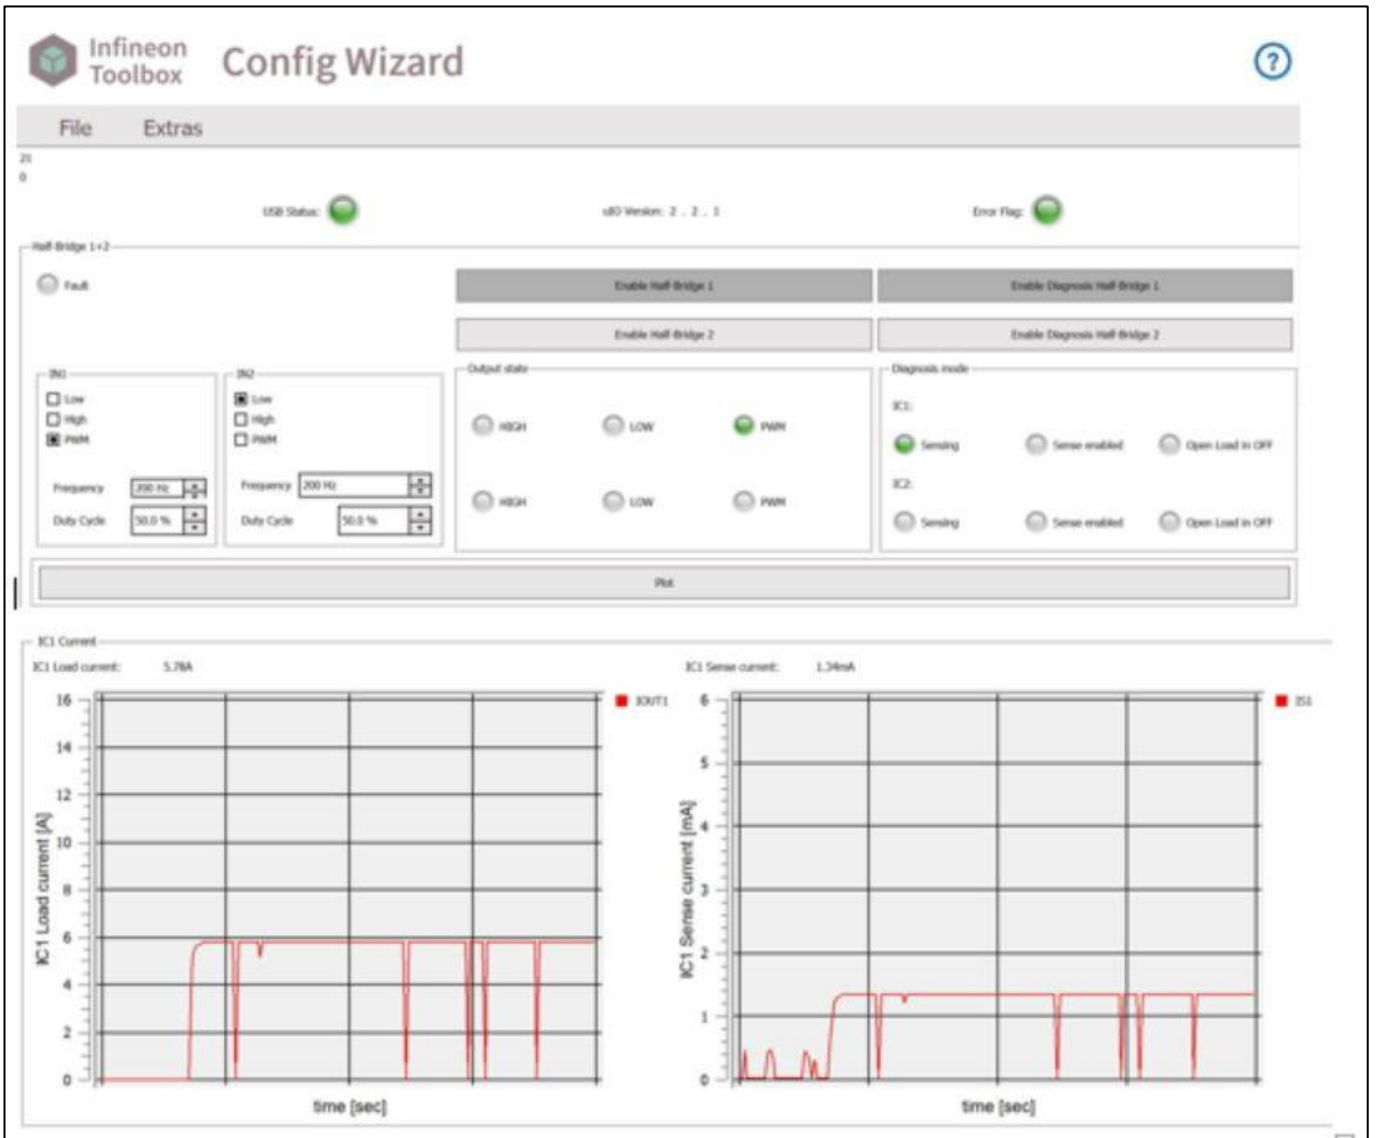 Infineon Toolbox
Config Wizard
?
File Extras
21
0
USB Status: uIO Version: 2 . 2 . 1 Error Flag:
Half-Bridge 1+2
Fault
Enable Half-Bridge 1 Enable Diagnosis Half-Bridge 1
Enable Half-Bridge 2 Enable Diagnosis Half-Bridge 2
IN1 IN2 Output state Diagnosis mode
Low Low
High High
PWM PWM
Frequency 200 Hz Frequency 200 Hz
Duty Cycle 50.0 % Duty Cycle 50.0 %
HIGH LOW PWM
HIGH LOW PWM
IC1:
Sensing Sense enabled Open Load in OFF
IC2:
Sensing Sense enabled Open Load in OFF
Plot
IC1 Current
IC1 Load current: 5.78A
16
14
12
10
8
6
4
2
0
IC1 Load current [A]
time [sec]
IOUT1
IC1 Sense current: 1.34mA
6
5
4
3
2
1
0
IC1 Sense current [mA]
time [sec]
IS1